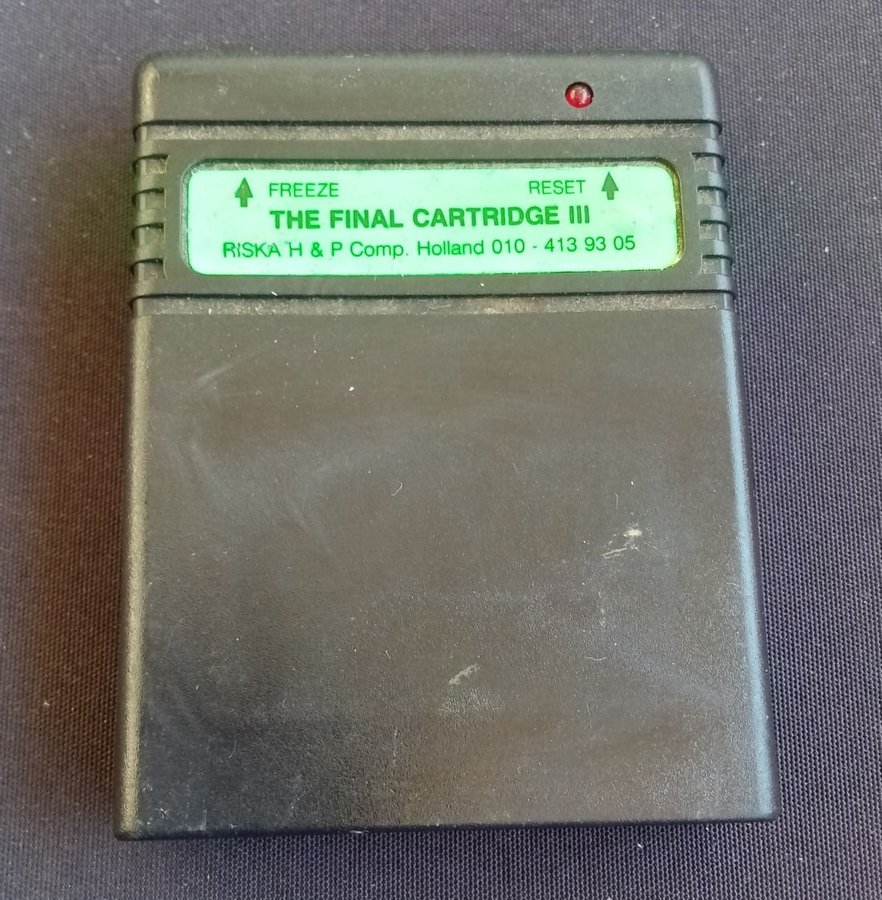 FREEZE RESET
THE FINAL CARTRIDGE III
RISKA H & P Comp. Holland 010 - 413 93 05